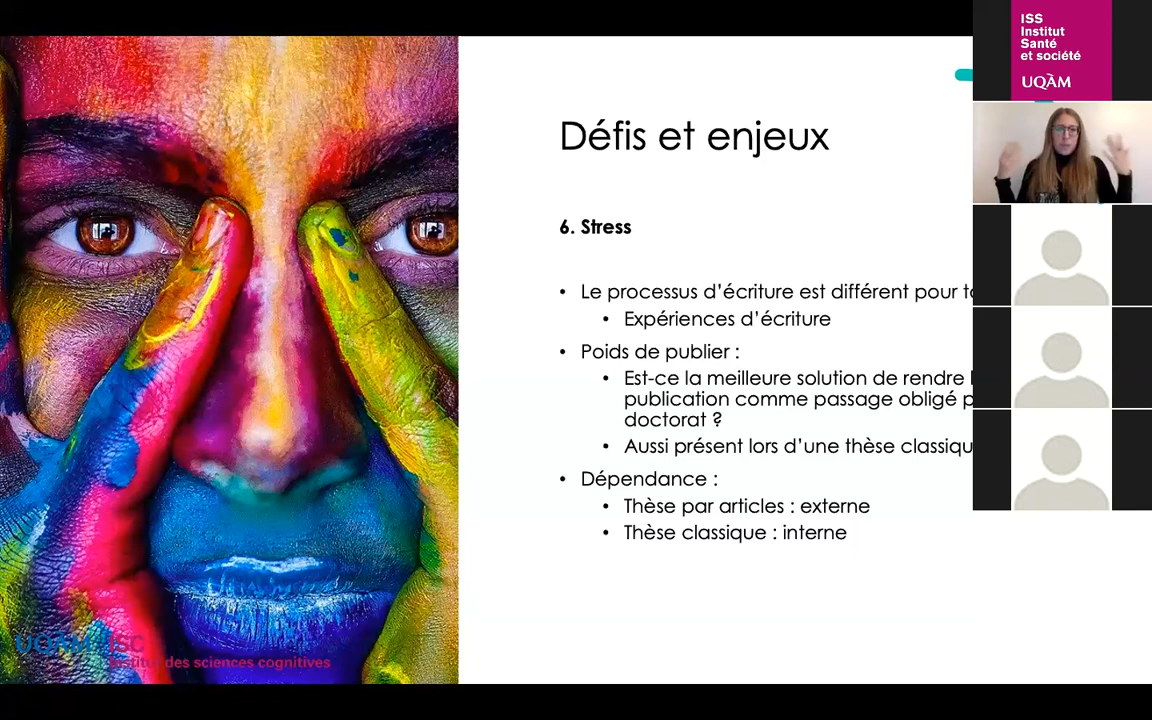 ISS
Institut
Santé
et société
UQÀM
Défis et enjeux
6. Stress
• Le processus d'écriture est différent pour
• Expériences d'écriture
• Poids de publier :
• Est-ce la meilleure solution de rendre
publication comme passage obligé
doctorat ?
• Aussi présent lors d'une thèse
• Dépendance :
• Thèse par articles : externe
• Thèse classique : interne
UQÀM ISC
Institut des sciences cognitives